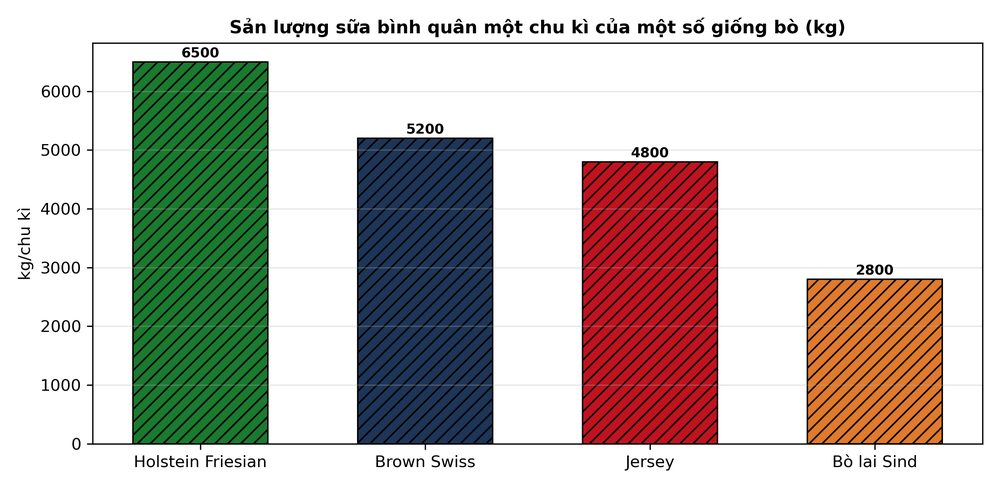 Sản lượng sữa bình quân một chu kì của một số giống bò (kg)
6500
5200
4800
2800
kg/chu kì
6000
5000
4000
3000
2000
1000
0
Holstein Friesian
Brown Swiss
Jersey
Bò lai Sind